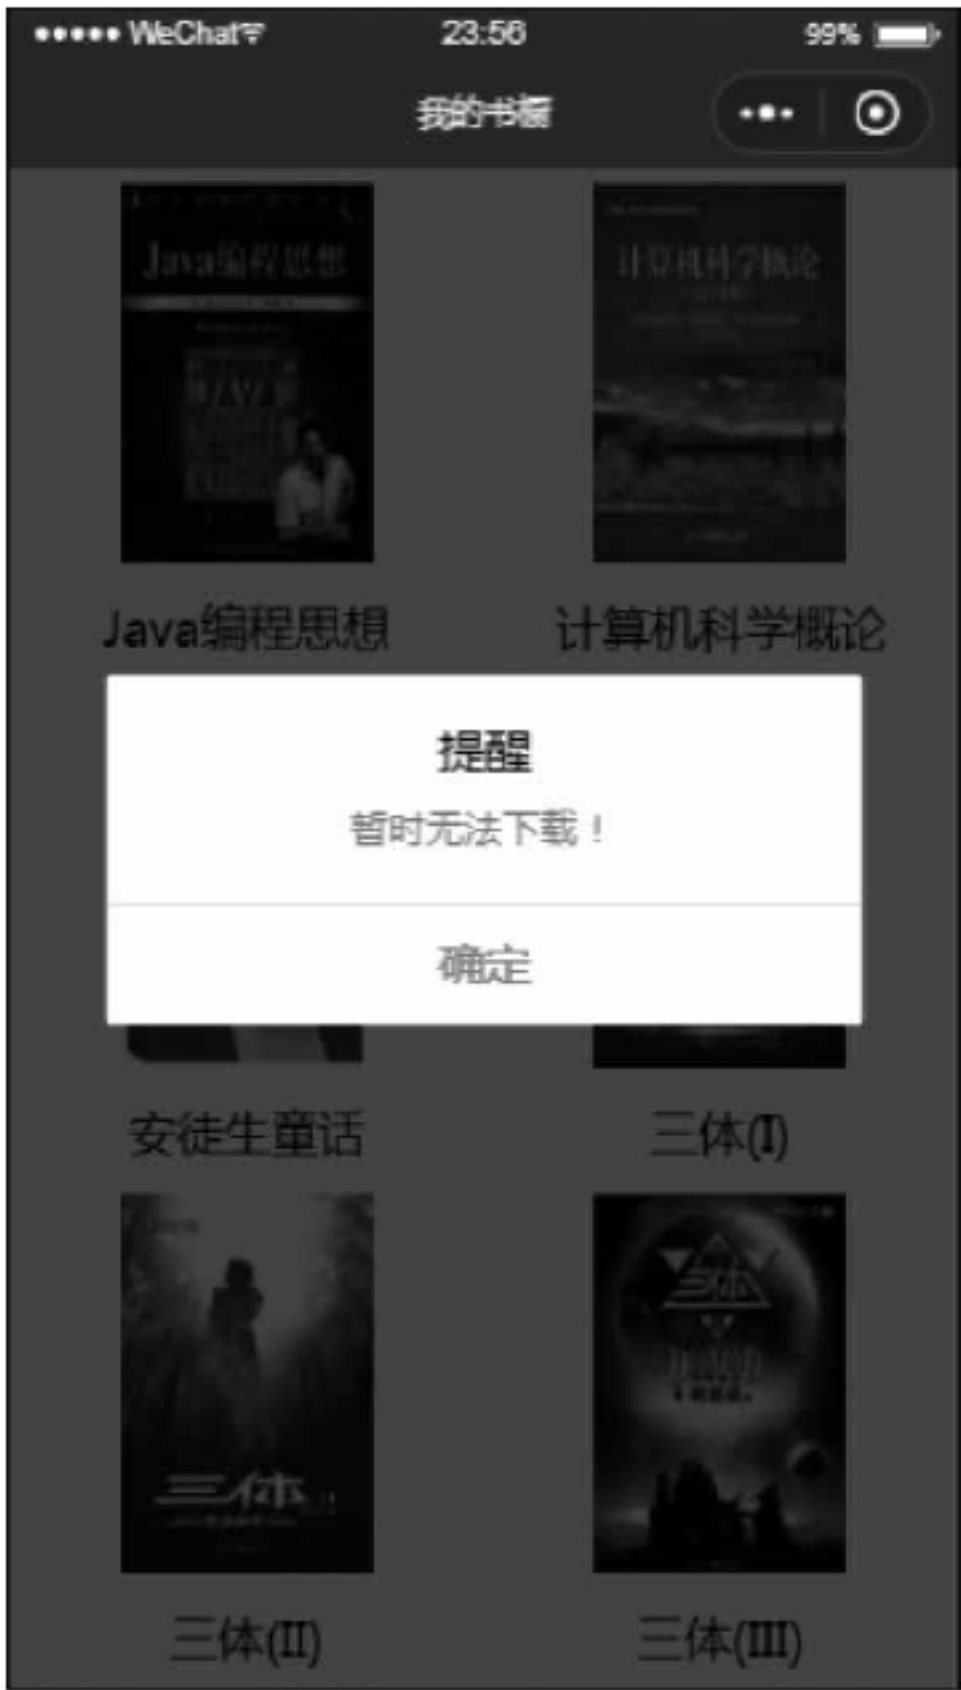 ●●●●● WeChat 23:56 99%
我的书橱
Java编程思想
计算机科学概论
Java编程思想 计算机科学概论
提醒
暂时无法下载！
确定
安徒生童话 三体(I)
三体
三体
三体(II) 三体(III)